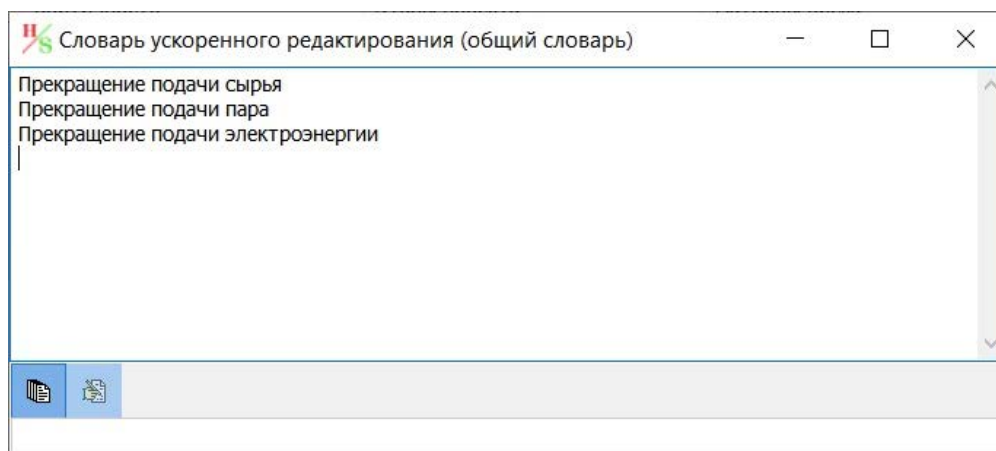 H/S Словарь ускоренного редактирования (общий словарь)
Прекращение подачи сырья
Прекращение подачи пара
Прекращение подачи электроэнергии